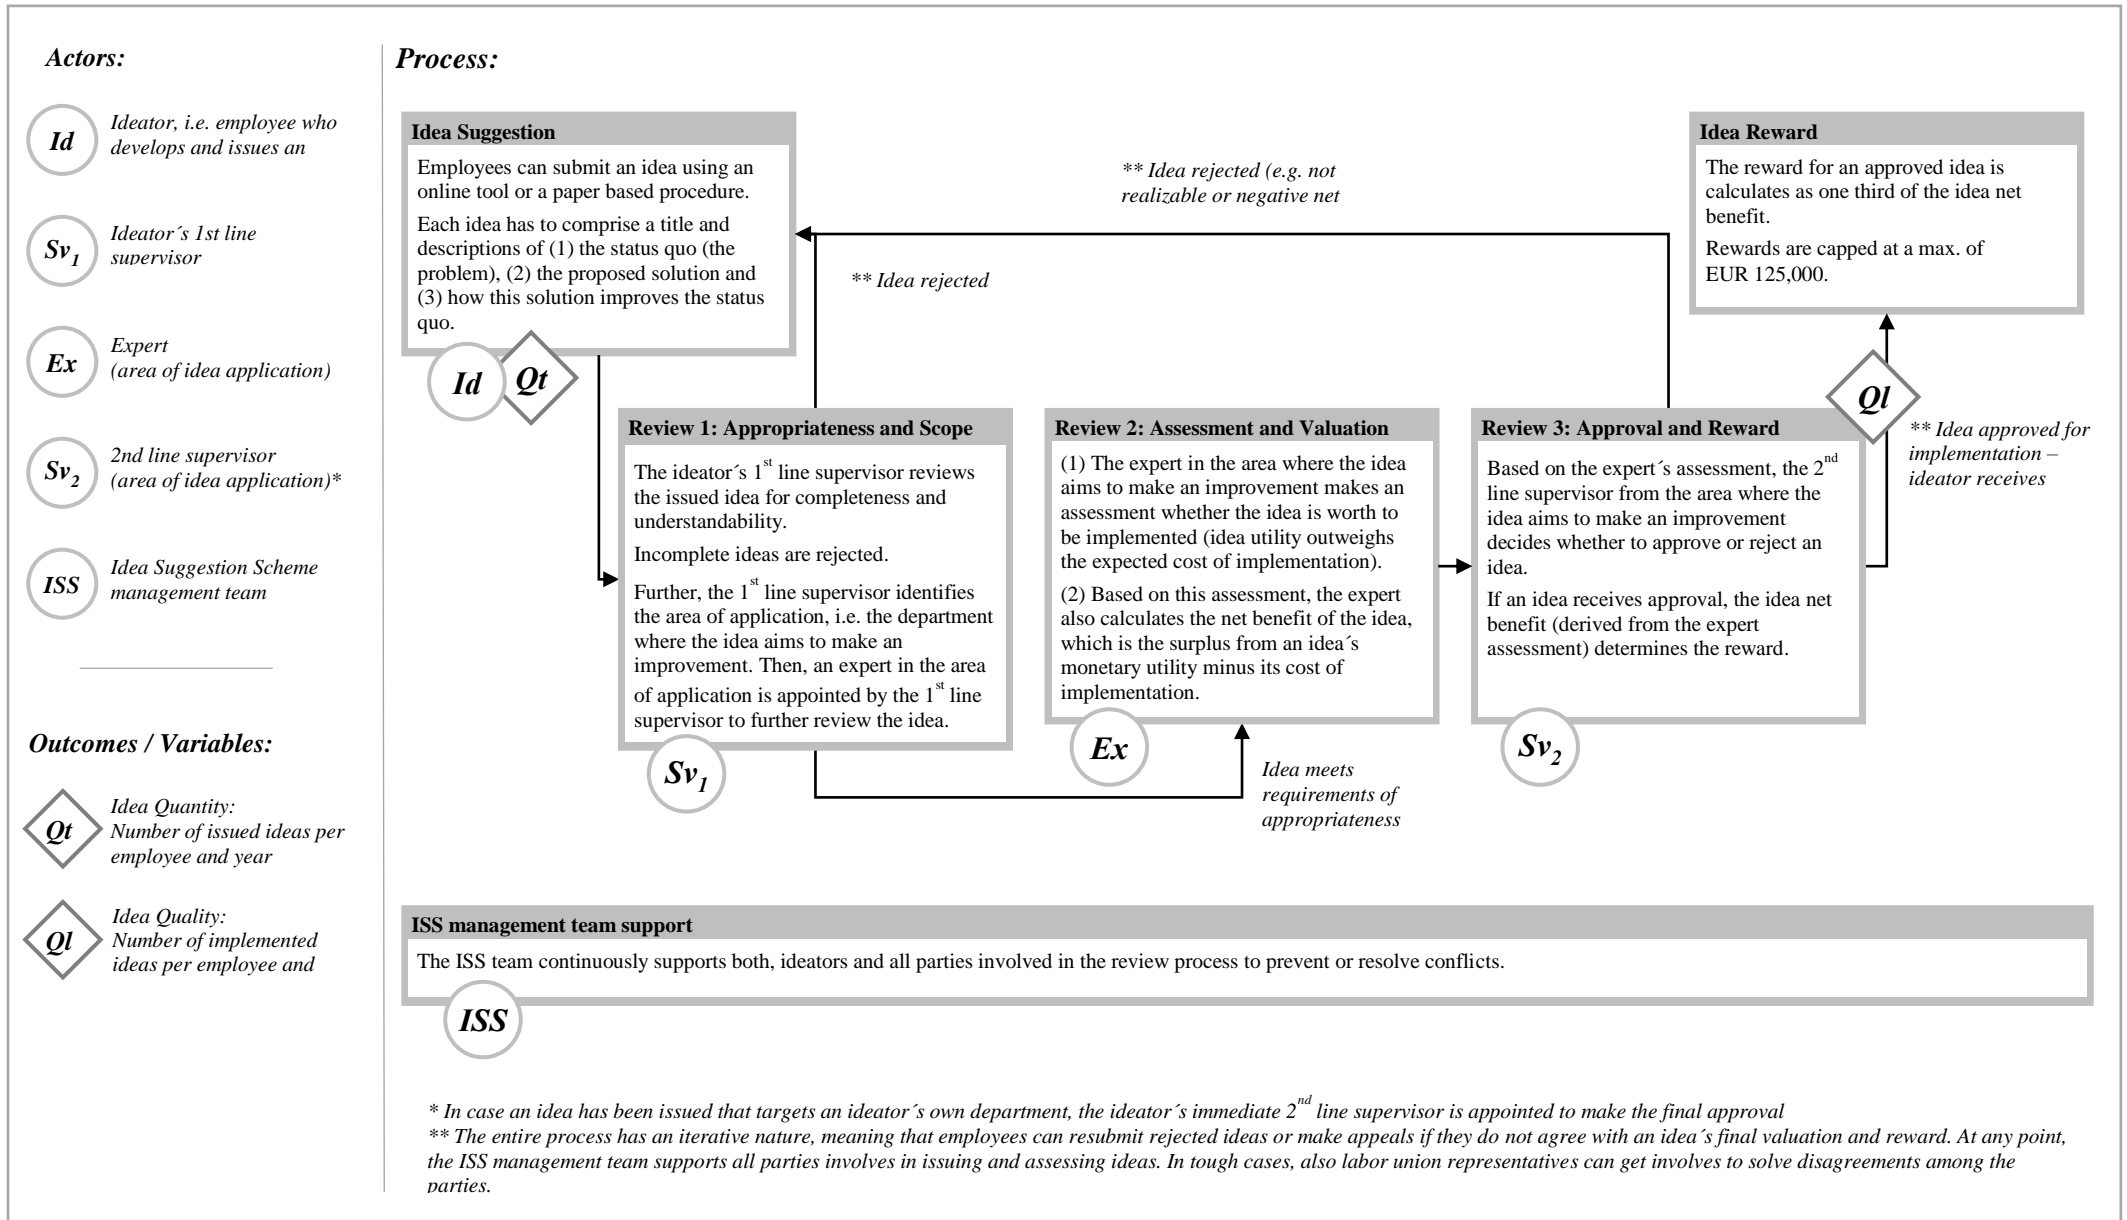 Actors:
Id
Ideator, i.e. employee who
develops and issues an
Sv1
Ideator´s 1st line
supervisor
Ex
Expert
(area of idea application)
Sv2
2nd line supervisor
(area of idea application)*
ISS
Idea Suggestion Scheme
management team
Outcomes / Variables:
Qt
Idea Quantity:
Number of issued ideas per
employee and year
Ql
Idea Quality:
Number of implemented
ideas per employee and
Process:
Idea Suggestion
Employees can submit an idea using an
online tool or a paper based procedure.
Each idea has to comprise a title and
descriptions of (1) the status quo (the
problem), (2) the proposed solution and
(3) how this solution improves the status
quo.
Id
Qt
** Idea rejected
** Idea rejected (e.g. not
realizable or negative net
Idea Reward
The reward for an approved idea is
calculates as one third of the idea net
benefit.
Rewards are capped at a max. of
EUR 125,000.
Ql
** Idea approved for
implementation –
ideator receives
Review 1: Appropriateness and Scope
The ideator´s 1st line supervisor reviews
the issued idea for completeness and
understandability.
Incomplete ideas are rejected.
Further, the 1st line supervisor identifies
the area of application, i.e. the department
where the idea aims to make an
improvement. Then, an expert in the area
of application is appointed by the 1st line
supervisor to further review the idea.
Sv1
Review 2: Assessment and Valuation
(1) The expert in the area where the idea
aims to make an improvement makes an
assessment whether the idea is worth to
be implemented (idea utility outweighs
the expected cost of implementation).
(2) Based on this assessment, the expert
also calculates the net benefit of the idea,
which is the surplus from an idea´s
monetary utility minus its cost of
implementation.
Ex
Idea meets
requirements of
appropriateness
Review 3: Approval and Reward
Based on the expert´s assessment, the 2nd
line supervisor from the area where the
idea aims to make an improvement
decides whether to approve or reject an
idea.
If an idea receives approval, the idea net
benefit (derived from the expert
assessment) determines the reward.
Sv2
ISS management team support
The ISS team continuously supports both, ideators and all parties involved in the review process to prevent or resolve conflicts.
ISS
* In case an idea has been issued that targets an ideator´s own department, the ideator´s immediate 2nd line supervisor is appointed to make the final approval
** The entire process has an iterative nature, meaning that employees can resubmit rejected ideas or make appeals if they do not agree with an idea´s final valuation and reward. At any point,
the ISS management team supports all parties involves in issuing and assessing ideas. In tough cases, also labor union representatives can get involves to solve disagreements among the
parties.